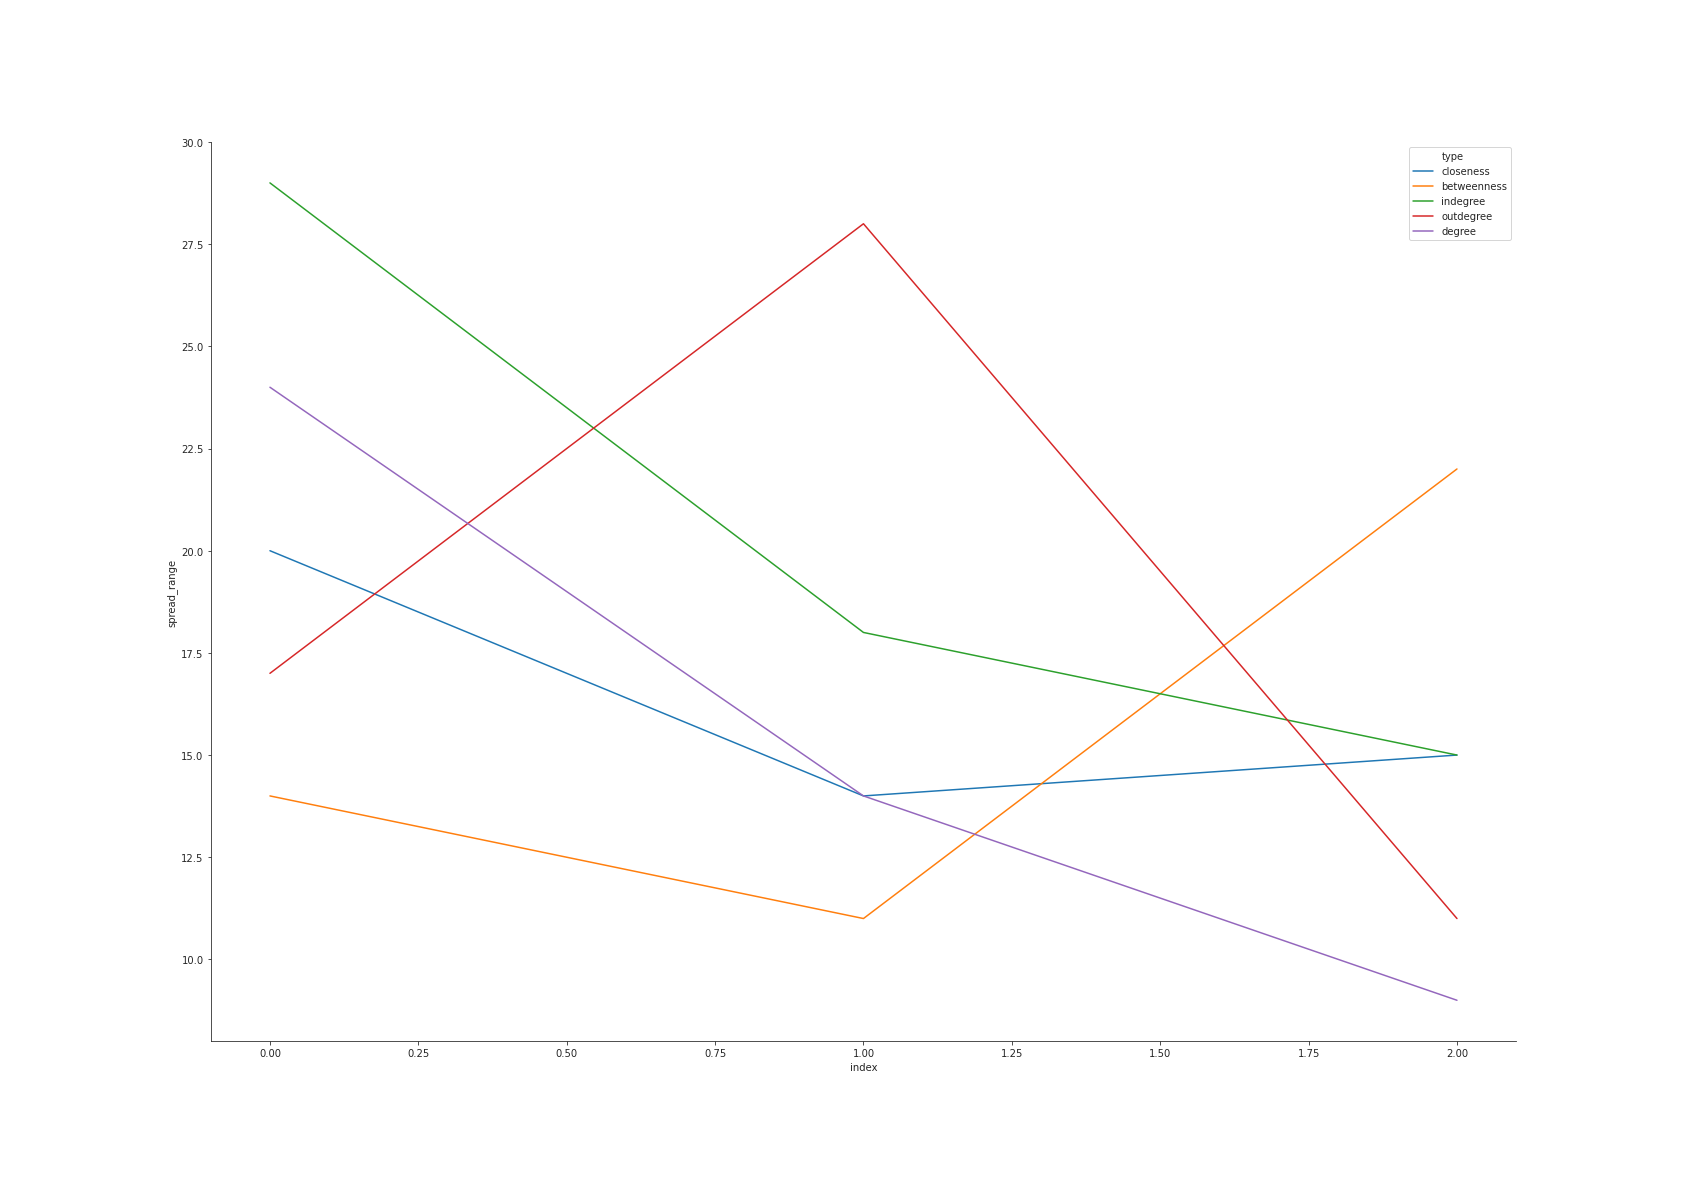 30.0
27.5
25.0
22.5
20.0
17.5
15.0
12.5
10.0
spread_range
type
closeness
betweenness
indegree
outdegree
degree
0.00 0.25 0.50 0.75 1.00 1.25 1.50 1.75 2.00
index